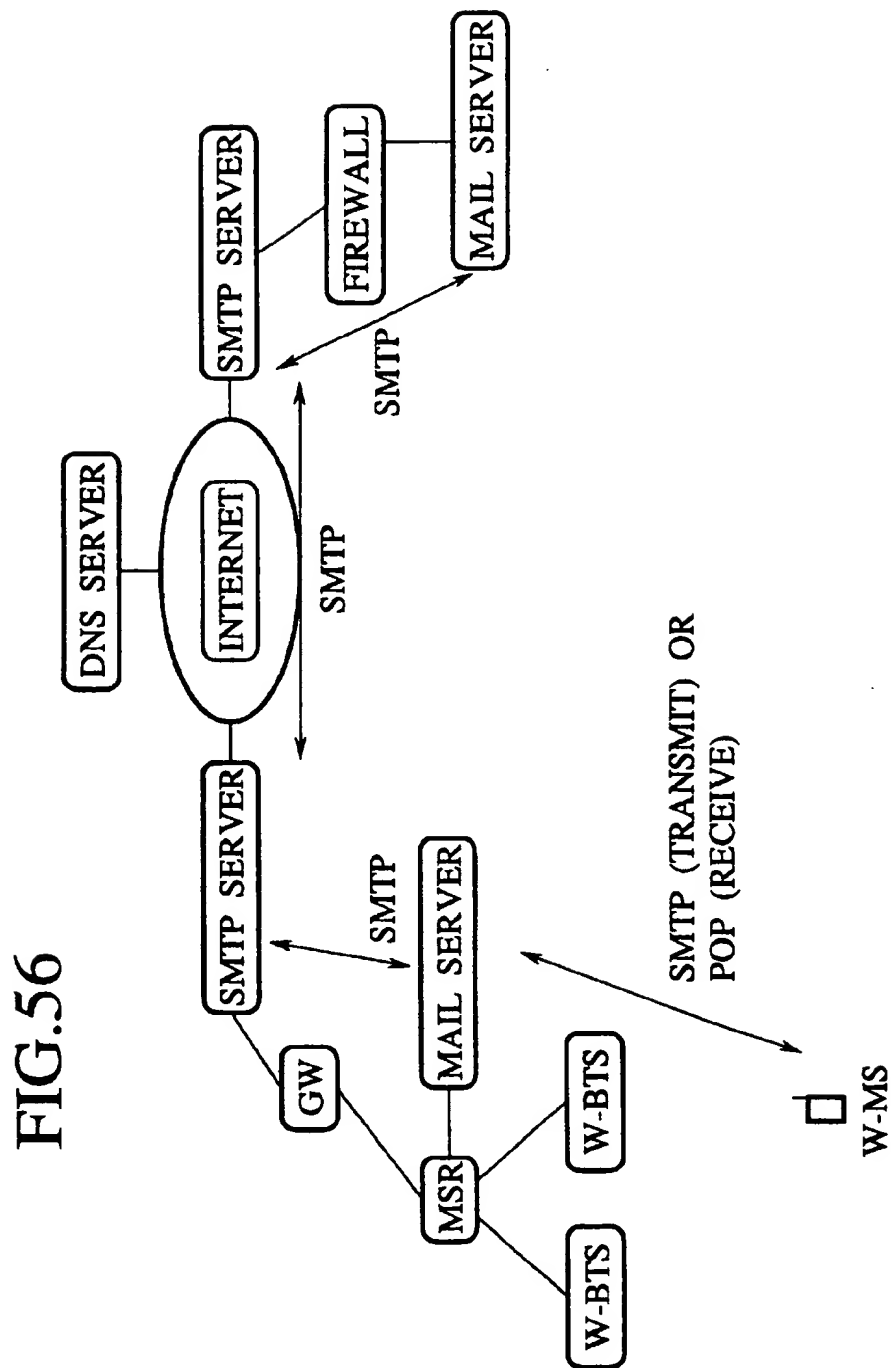 FIG.56
DNS SERVER
SMTP SERVER
INTERNET
SMTP SERVER
GW
SMTP
FIREWALL
SMTP
SMTP
MSR
MAIL SERVER
MAIL SERVER
W-BTS
W-BTS
SMTP (TRANSMIT) OR
POP (RECEIVE)
W-MS